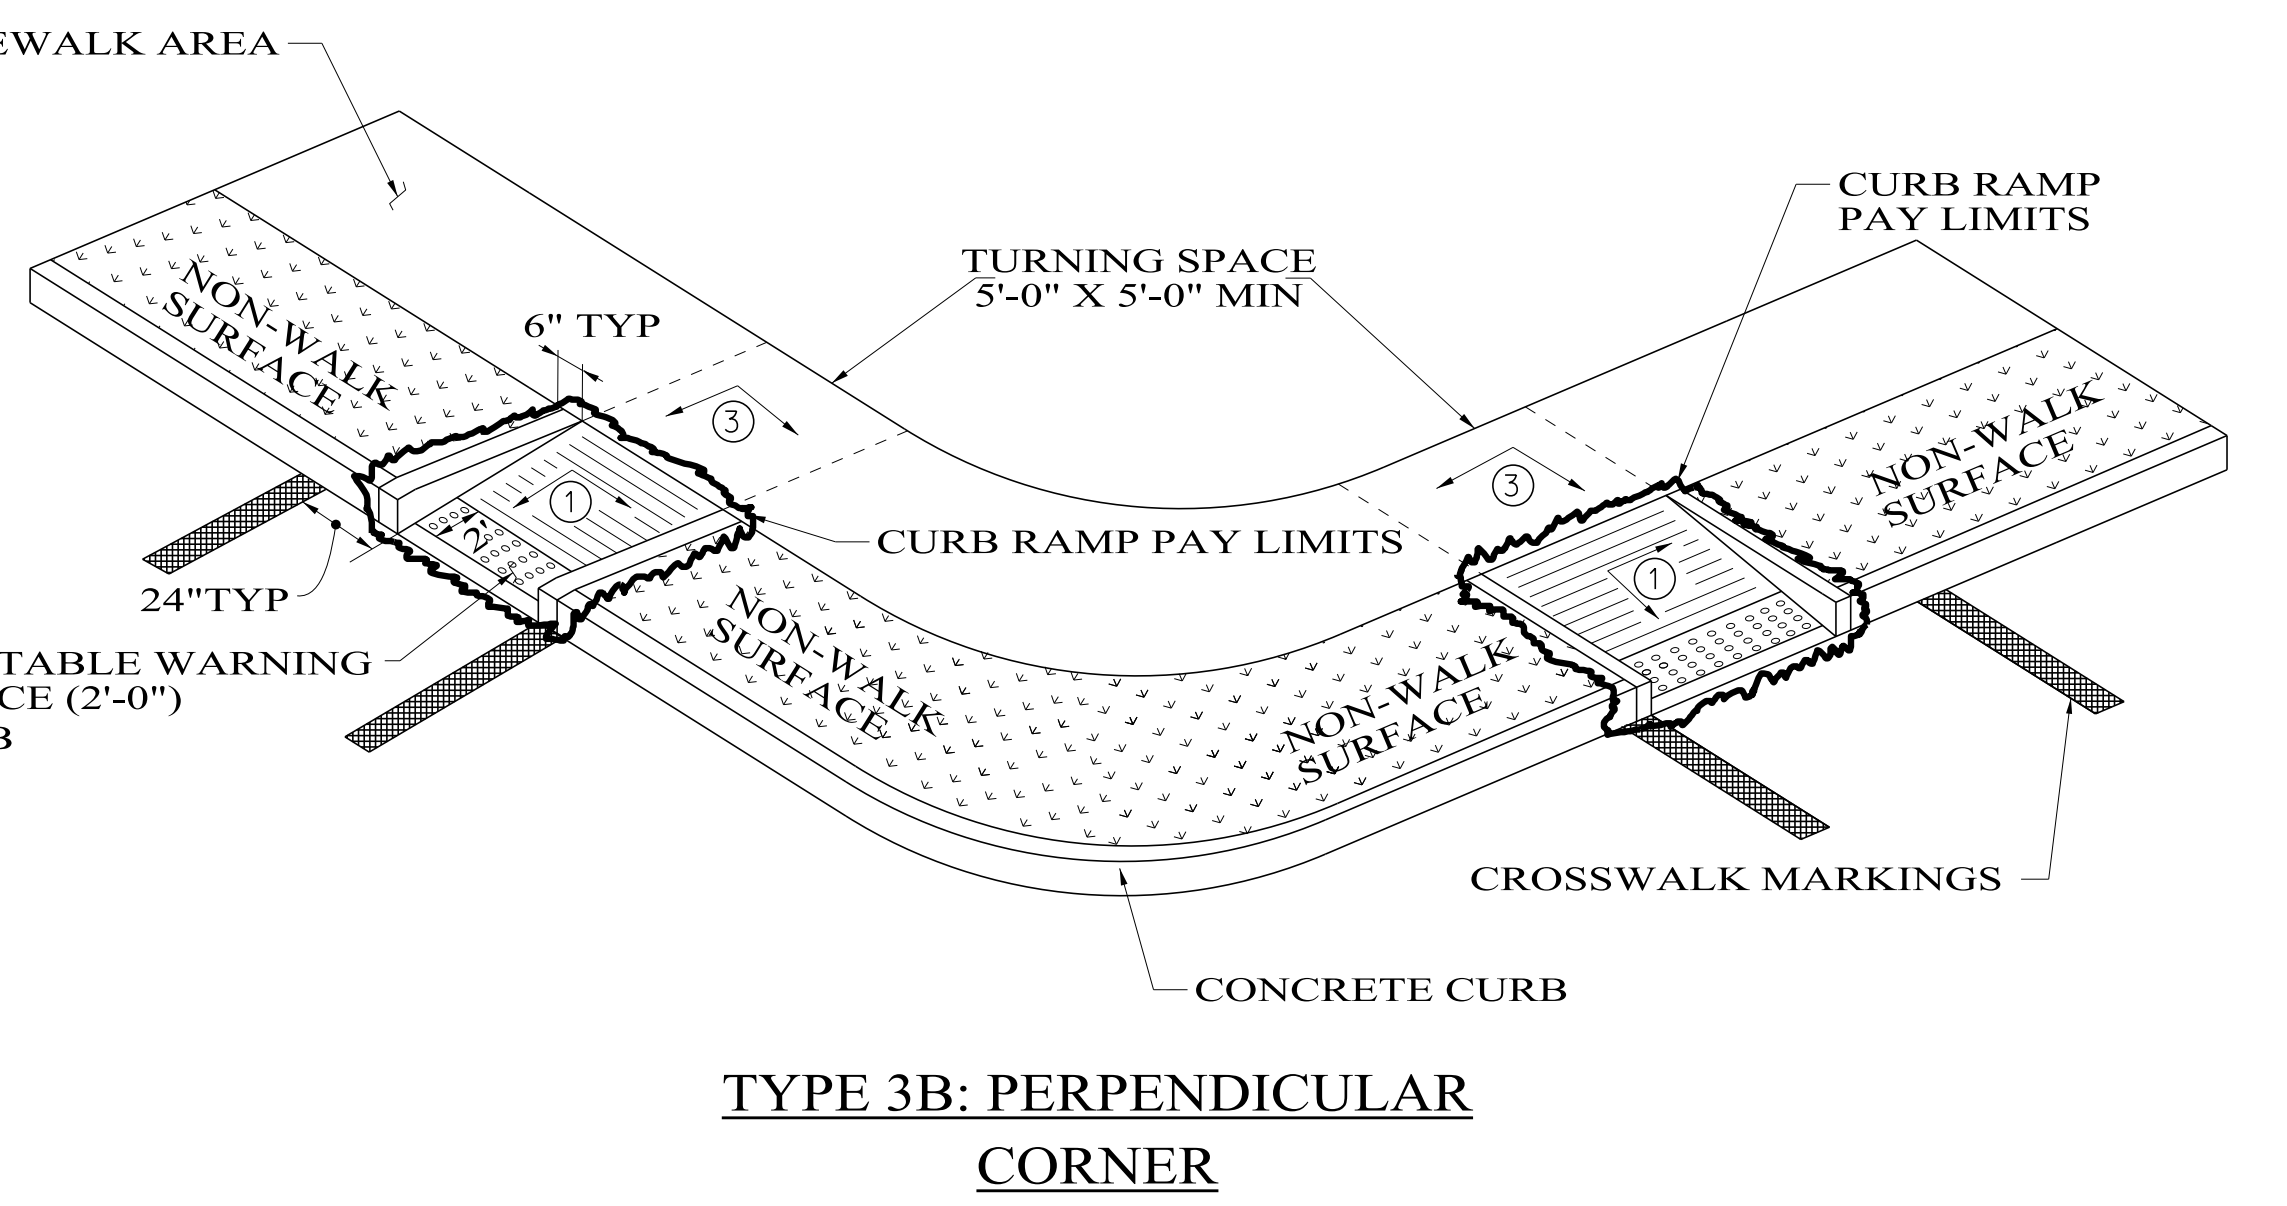 EWALK AREA
CURB RAMP
PAY LIMITS
TURNING SPACE
5'-0" X 5'-0" MIN
NON-WALK
SURFACE
6" TYP
3
NON-WALK
SURFACE
3
1
2'
CURB RAMP PAY LIMITS
1
24"TYP
NON-WALK
SURFACE
NON-WALK
SURFACE
TABLE WARNING
CE (2'-0")
B
CROSSWALK MARKINGS
CONCRETE CURB
TYPE 3B: PERPENDICULAR
CORNER